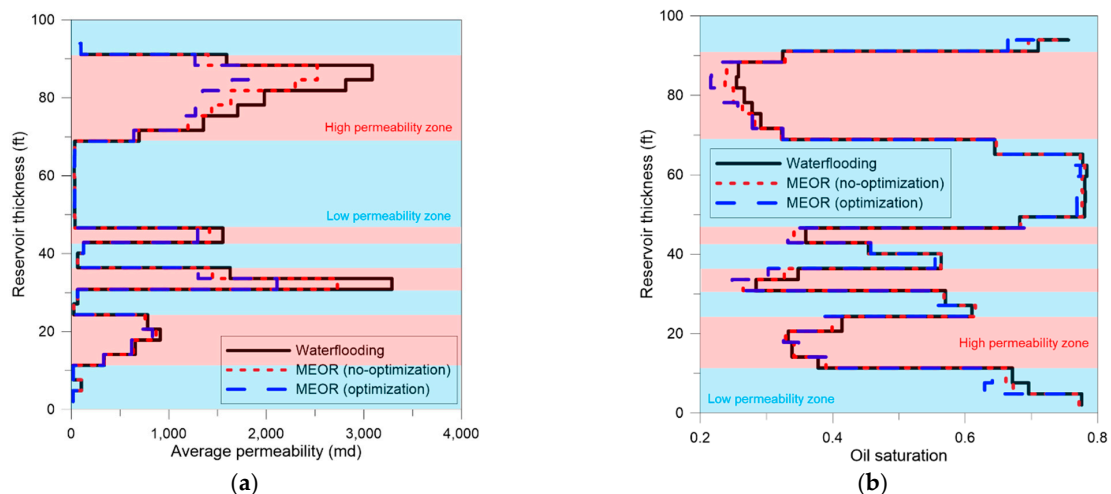 100
80
60
40
20
0
Reservoir thickness (ft)
High permeability zone
Low permeability zone
Waterflooding
MEOR (no-optimization)
MEOR (optimization)
0
1,000
2,000
3,000
4,000
Average permeability (md)
(a)
100
80
60
40
20
0
Reservoir thickness (ft)
Waterflooding
MEOR (no-optimization)
MEOR (optimization)
High permeability zone
Low permeability zone
0.2
0.4
0.6
0.8
Oil saturation
(b)